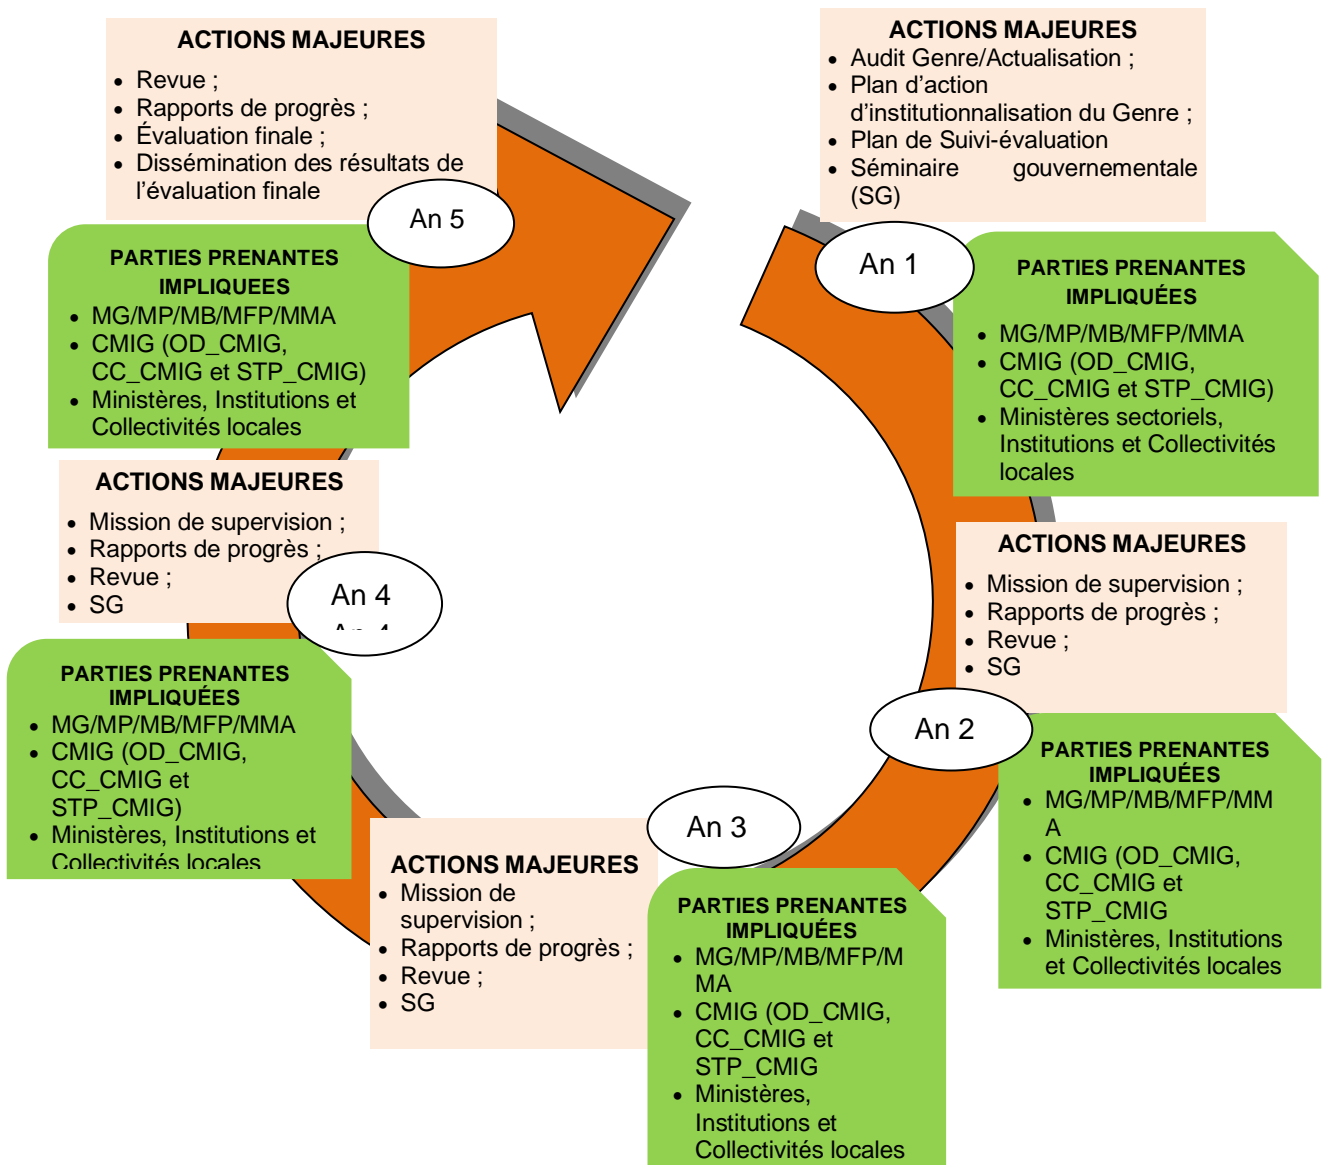 ACTIONS MAJEURES
• Audit Genre/Actualisation ;
• Plan d’action
d’institutionnalisation du Genre ;
• Plan de Suivi-évaluation
• Séminaire gouvernementale
(SG)
An 1
PARTIES PRENANTES
IMPLIQUÉES
• MG/MP/MB/MFP/MMA
• CMIG (OD_CMIG,
CC_CMIG et STP_CMIG)
• Ministères sectoriels,
Institutions et Collectivités
locales
ACTIONS MAJEURES
• Mission de supervision ;
• Rapports de progrès ;
• Revue ;
• SG
An 2
PARTIES PRENANTES
IMPLIQUÉES
• MG/MP/MB/MFP/MM
A
• CMIG (OD_CMIG,
CC_CMIG et
STP_CMIG
• Ministères, Institutions
et Collectivités locales
An 3
ACTIONS MAJEURES
• Mission de
supervision ;
• Rapports de progrès ;
• Revue ;
• SG
PARTIES PRENANTES
IMPLIQUÉES
• MG/MP/MB/MFP/M
MA
• CMIG (OD_CMIG,
CC_CMIG et
STP_CMIG
• Ministères,
Institutions et
Collectivités locales
ACTIONS MAJEURES
• Mission de supervision ;
• Rapports de progrès ;
• Revue ;
• SG
An 4
An 4
PARTIES PRENANTES
IMPLIQUÉES
• MG/MP/MB/MFP/MMA
• CMIG (OD_CMIG,
CC_CMIG et
STP_CMIG)
• Ministères, Institutions et
Collectivités locales
ACTIONS MAJEURES
• Revue ;
• Rapports de progrès ;
• Évaluation finale ;
• Dissémination des résultats de
l’évaluation finale
An 5
PARTIES PRENANTES
IMPLIQUEES
• MG/MP/MB/MFP/MMA
• CMIG (OD_CMIG,
CC_CMIG et STP_CMIG)
• Ministères, Institutions et
Collectivités locales